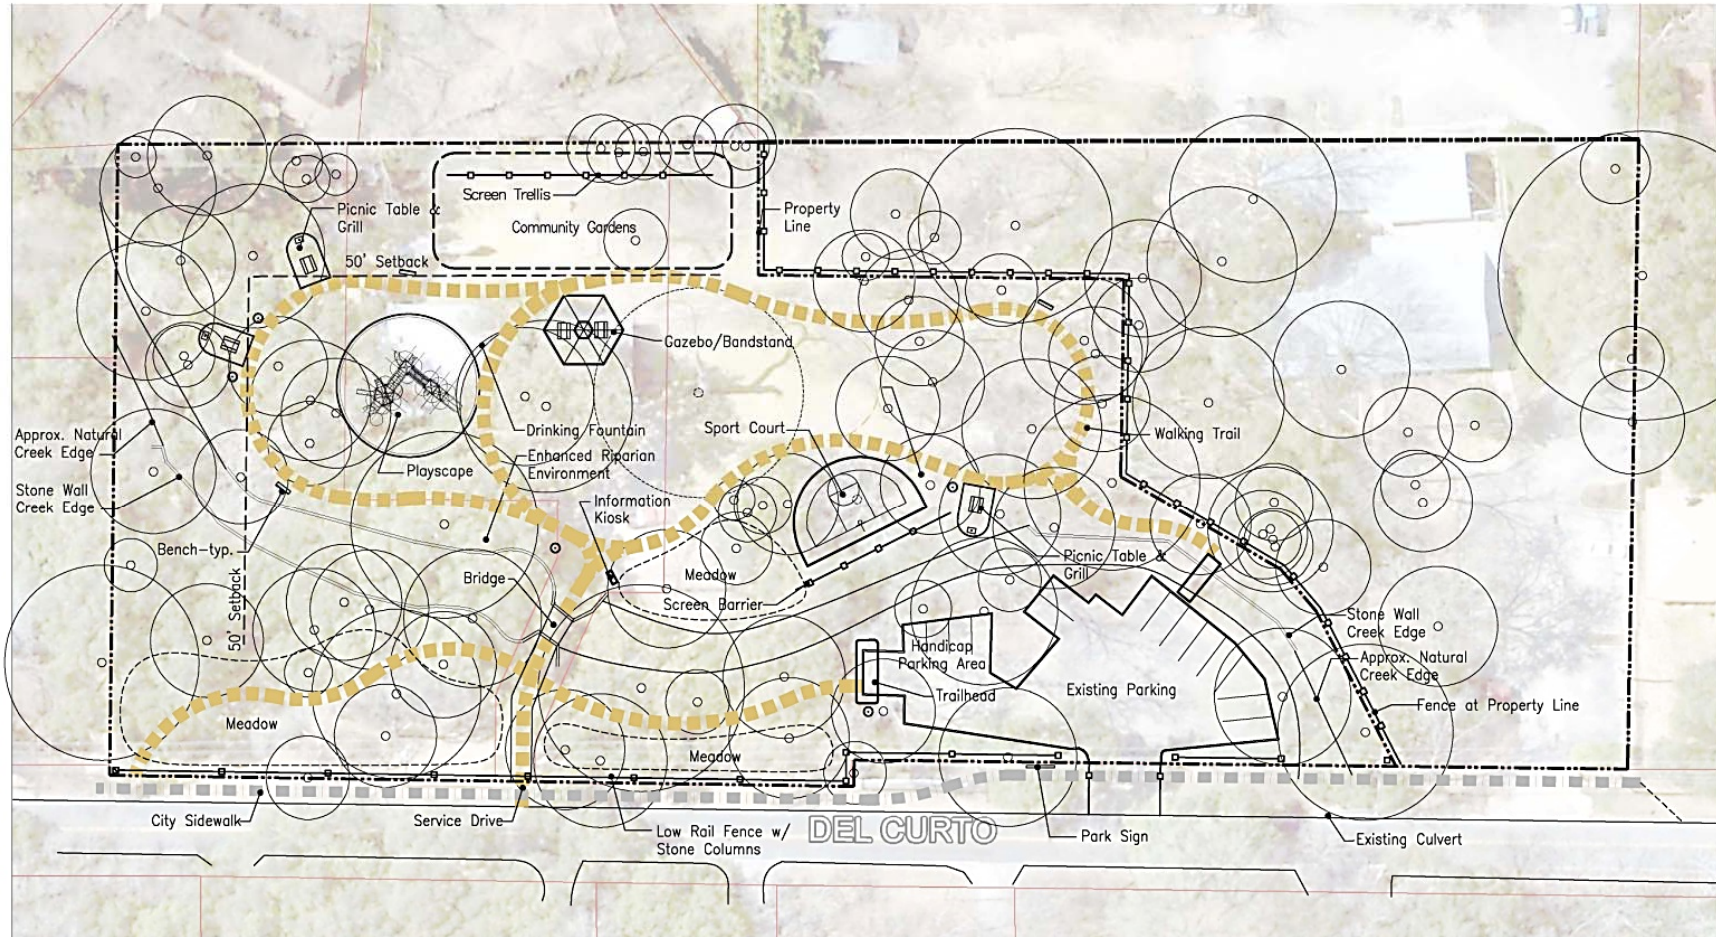 Screen Trellis
Picnic Table &
Grill
Property
Line
Community Gardens
50' Setback
Gazebo/Bandstand
Approx. Natural
Creek Edge
Drinking Fountain
Sport Court
Walking Trail
Enhanced Riparian
Environment
Playscape
Stone Wall
Creek Edge
Information
Kiosk
Bench-typ.
Bridge
Meadow
Picnic Table &
Grill
Screen Barrier
50' Setback
Stone Wall
Creek Edge
Handicap
Parking Area
Approx. Natural
Creek Edge
Trailhead
Existing Parking
Fence at Property Line
Meadow
Meadow
City Sidewalk
Service Drive
Low Rail Fence w/
Stone Columns
DEL CURTO
Park Sign
Existing Culvert